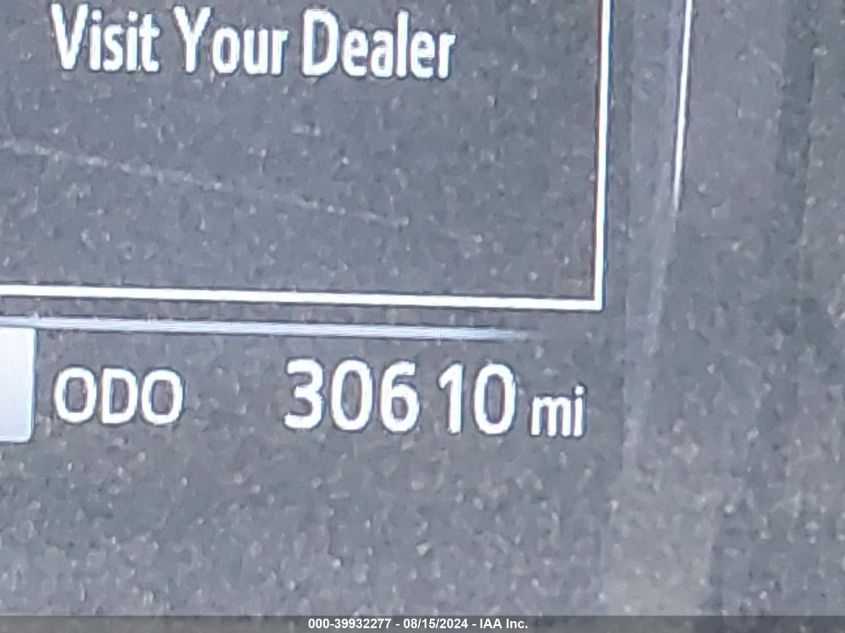 Visit Your Dealer
ODO 30610 mi
000-39932277 - 08/15/2024 - IAA Inc.